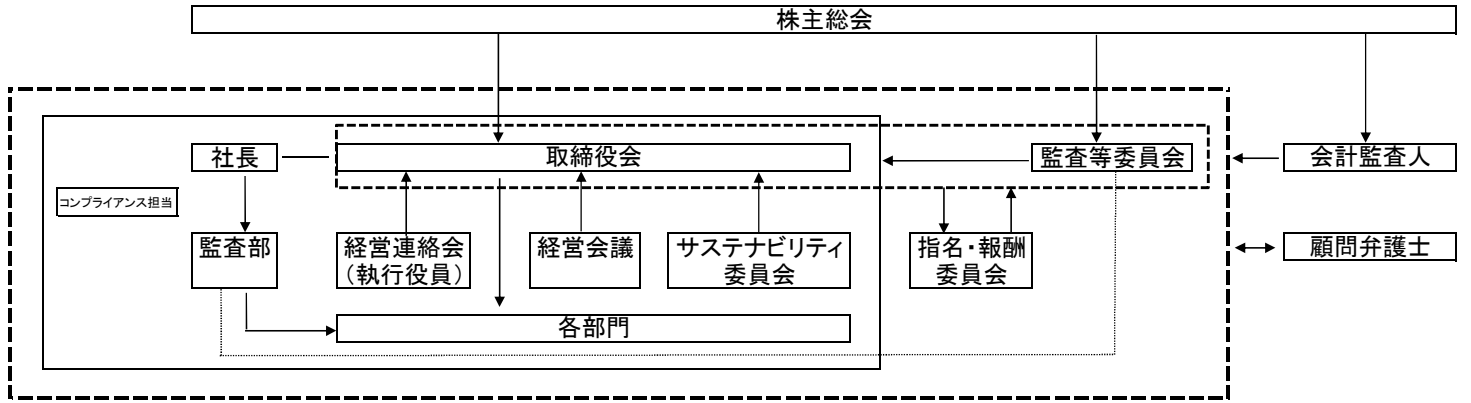 株主総会
社長
取締役会
監査等委員会
会計監査人
コンプライアンス担当
監査部
経営連絡会
（執行役員）
経営会議
サステナビリティ
委員会
指名・報酬
委員会
顧問弁護士
各部門